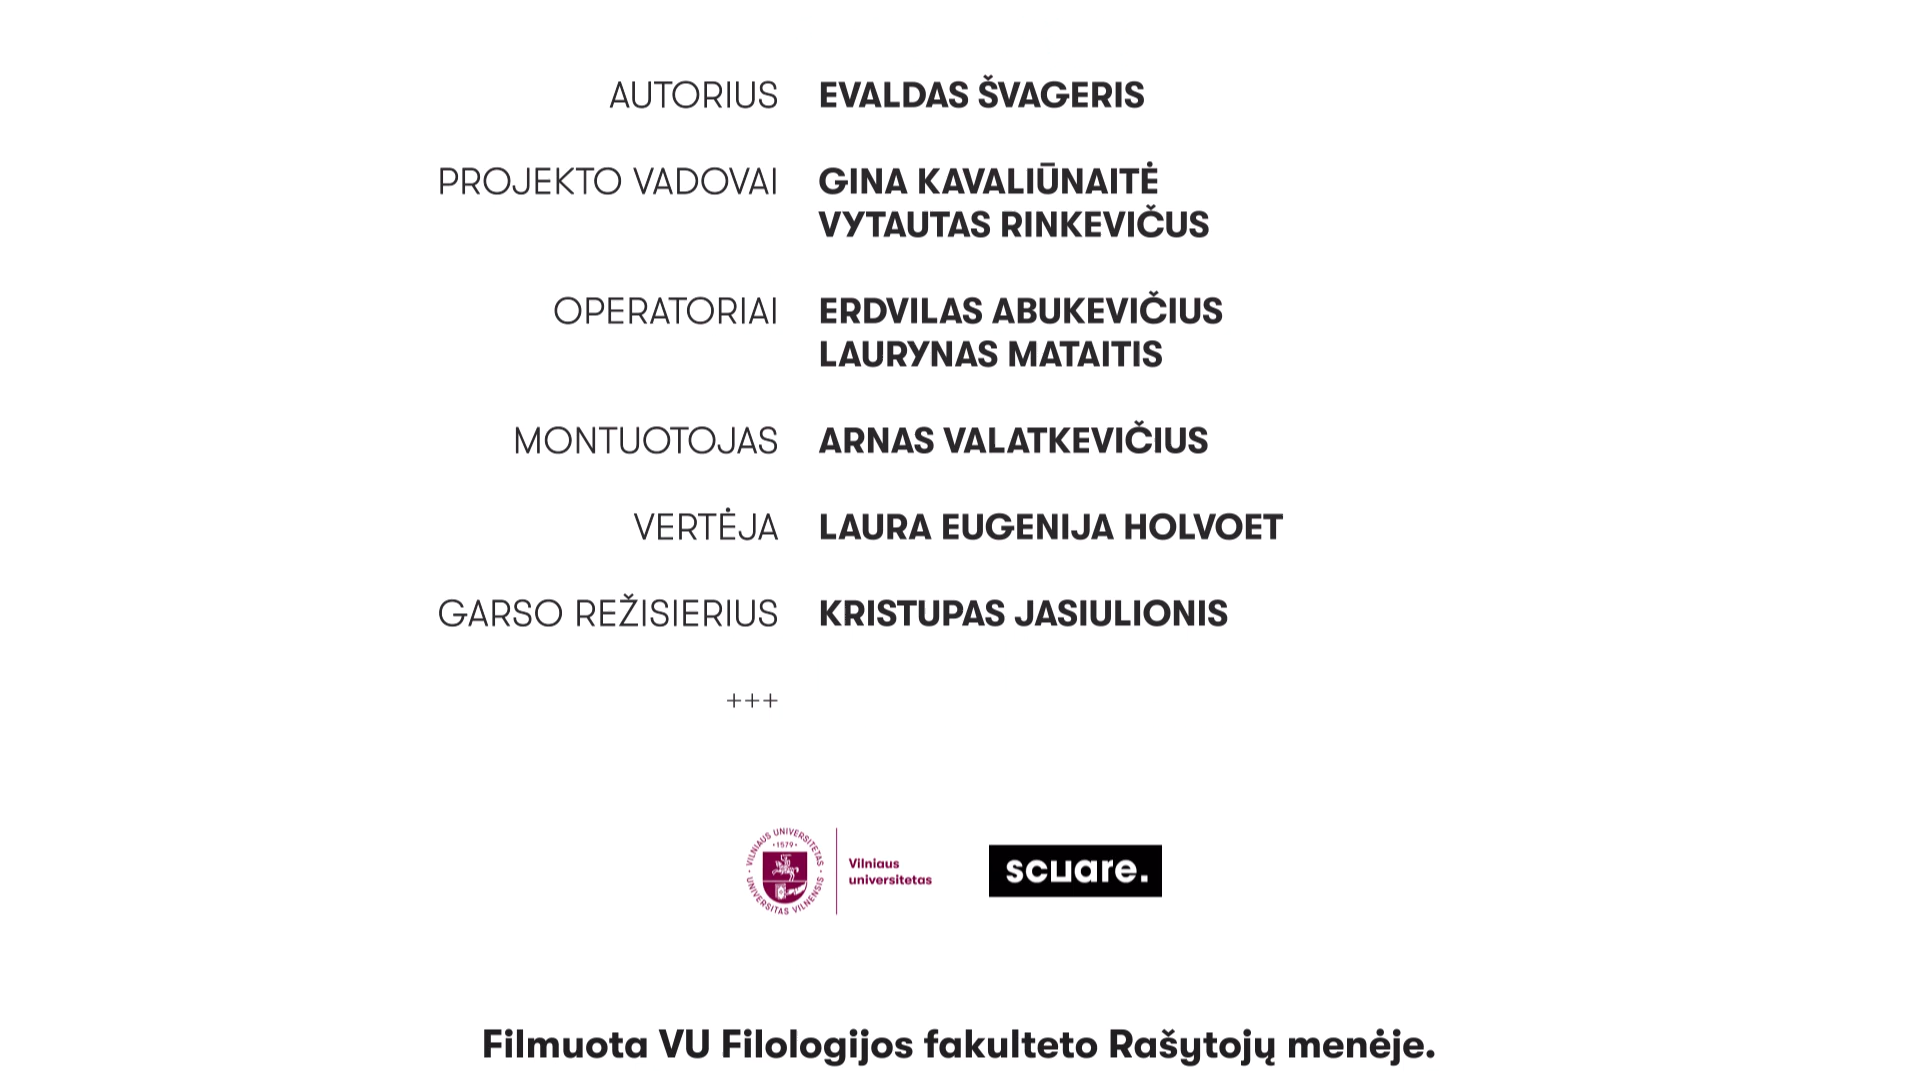 AUTORIUS EVALDAS ŠVAGERIS
PROJEKTO VADOVAI GINA KAVALIŪNAITĖ
VYTAUTAS RINKEVIČUS
OPERATORIAI ERDVILAS ABUKEVIČIUS
LAURYNAS MATAITIS
MONTUOTOJAS ARNAS VALATKEVIČIUS
VERTĖJA LAURA EUGENIJA HOLVOET
GARSO REŽISIERIUS KRISTUPAS JASIULIONIS
+++
VILNIAUS UNIVERSITETAS
·1579·
UNIVERSITAS VILNENSIS
Vilniaus
universitetas
scuare.
Filmuota VU Filologijos fakulteto Rašytojų menėje.